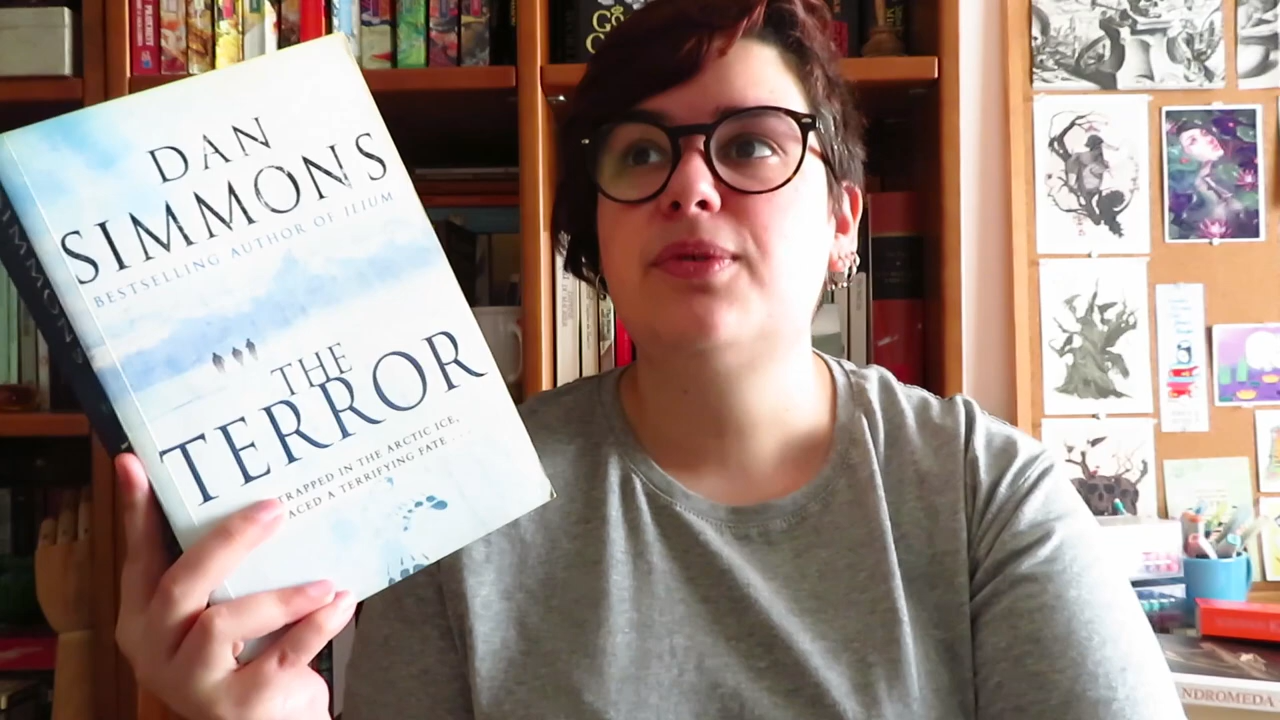 DAN
SIMMONS
BESTSELLING AUTHOR OF ILIUM
THE
TERROR
TRAPPED IN THE ARCTIC ICE,
ACED A TERRIFYING FATE . . .
SIMMONS
NDROMEDA